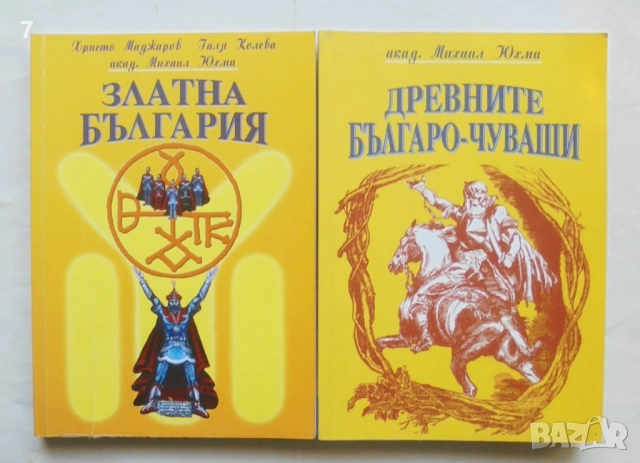 7
Христо Маджаров Галя Колева
акад. Михаил Юхма
ЗЛАТНА
БЪЛГАРИЯ
акад. Михаил Юхма
ДРЕВНИТЕ
БЪЛГАРО-ЧУВАШИ
BAZAR